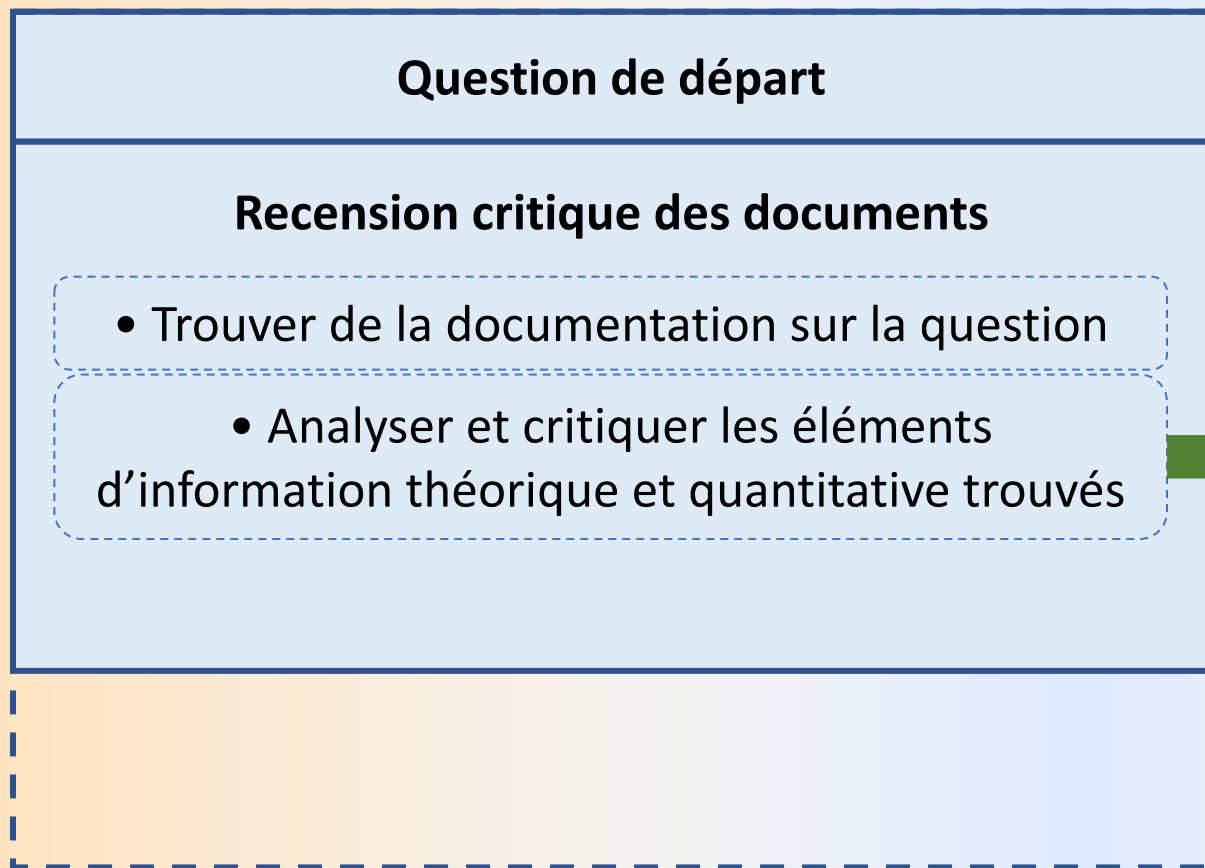 Question de départ
Recension critique des documents
• Trouver de la documentation sur la question
• Analyser et critiquer les éléments
d’information théorique et quantitative trouvés